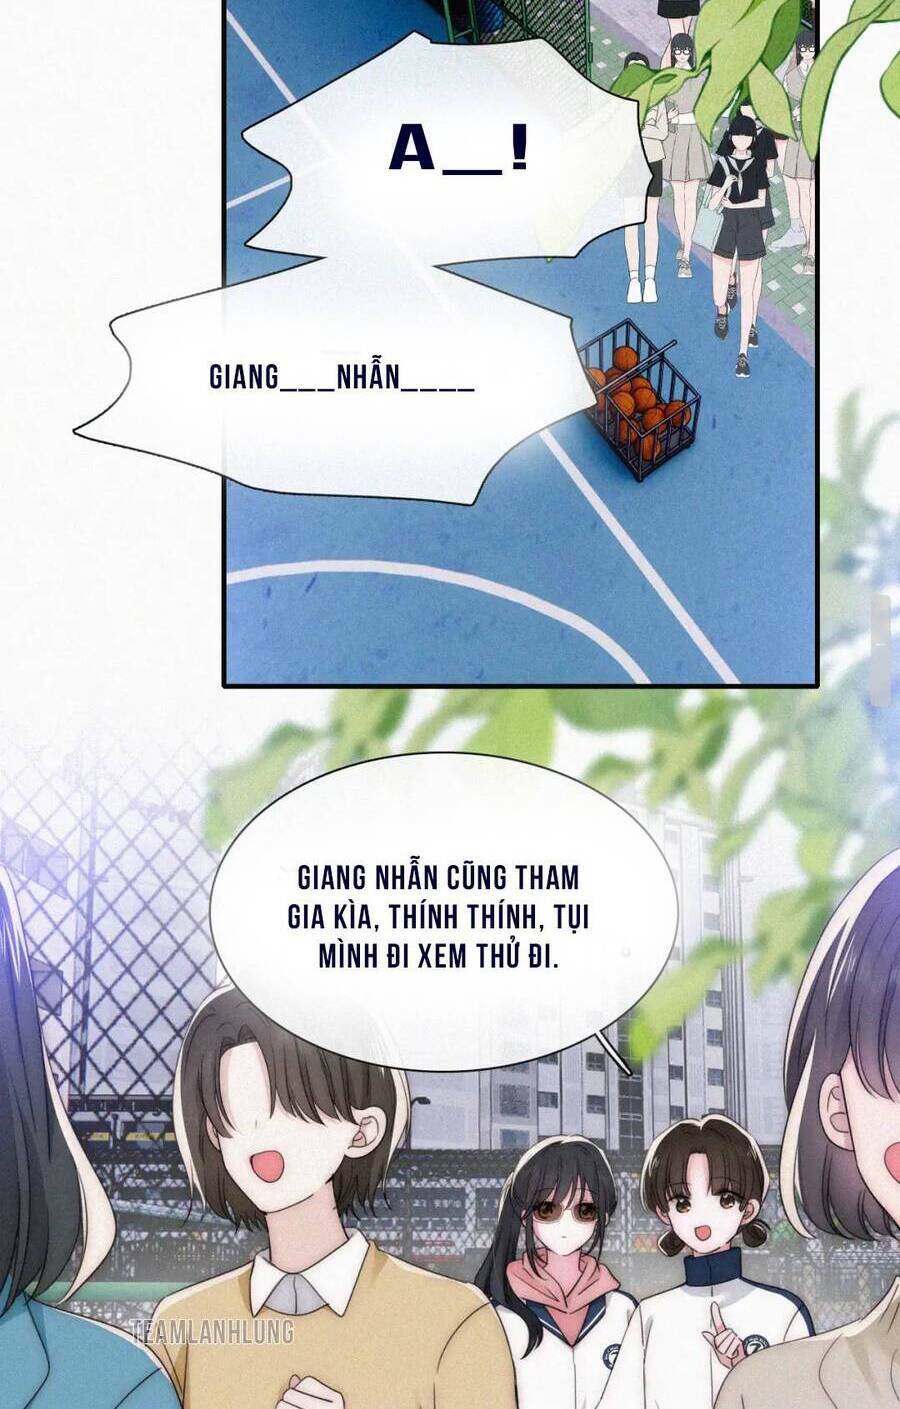 A__!
GIANG___NHẪN____
GIANG NHẪN CŨNG THAM
GIA KÌA, THÍNH THÍNH, TỤI
MÌNH ĐI XEM THỬ ĐI.
TEAMLANHLUNG